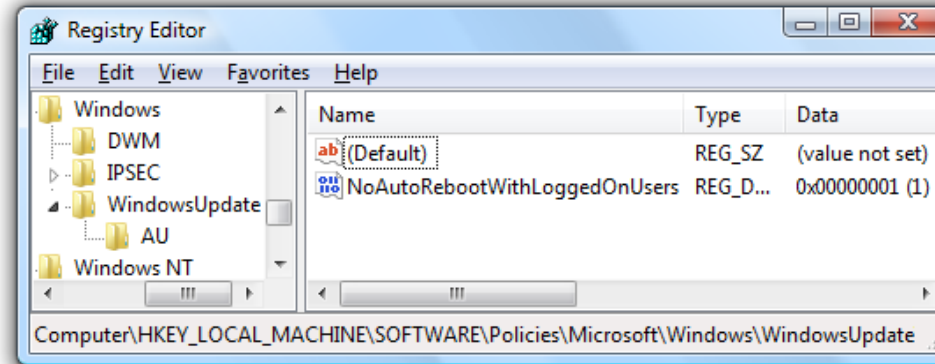 Registry Editor
File Edit View Favorites Help
Windows
DWM
IPSEC
WindowsUpdate
AU
Windows NT
Name Type Data
ab (Default) REG_SZ (value not set)
NoAutoRebootWithLoggedOnUsers REG_D... 0x00000001 (1)
Computer\HKEY_LOCAL_MACHINE\SOFTWARE\Policies\Microsoft\Windows\WindowsUpdate